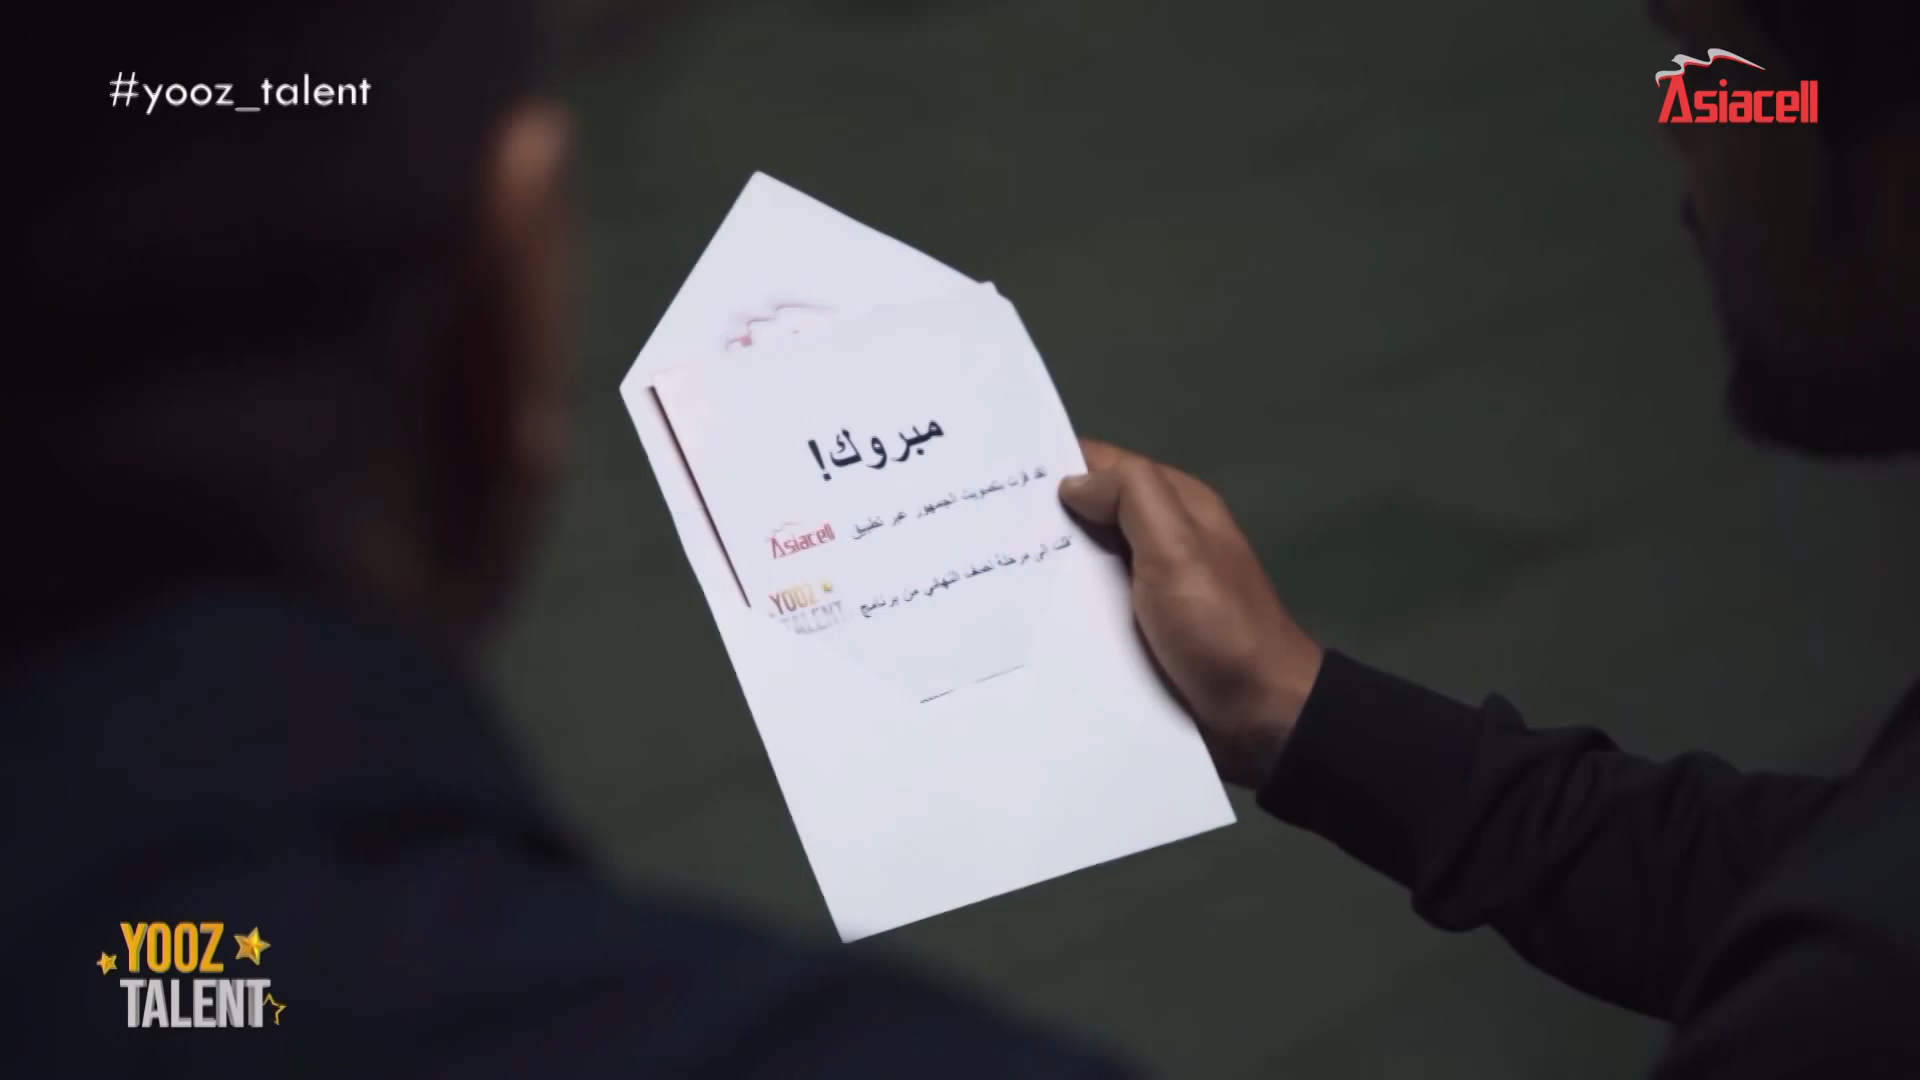 #yooz_talent
Asiacell
مبروك!
لقد فزت بتصويت الجمهور عبر تطبيق Asiacell
الى مرحلة نصف النهائي من برنامج YOOZ TALENT
YOOZ
TALENT